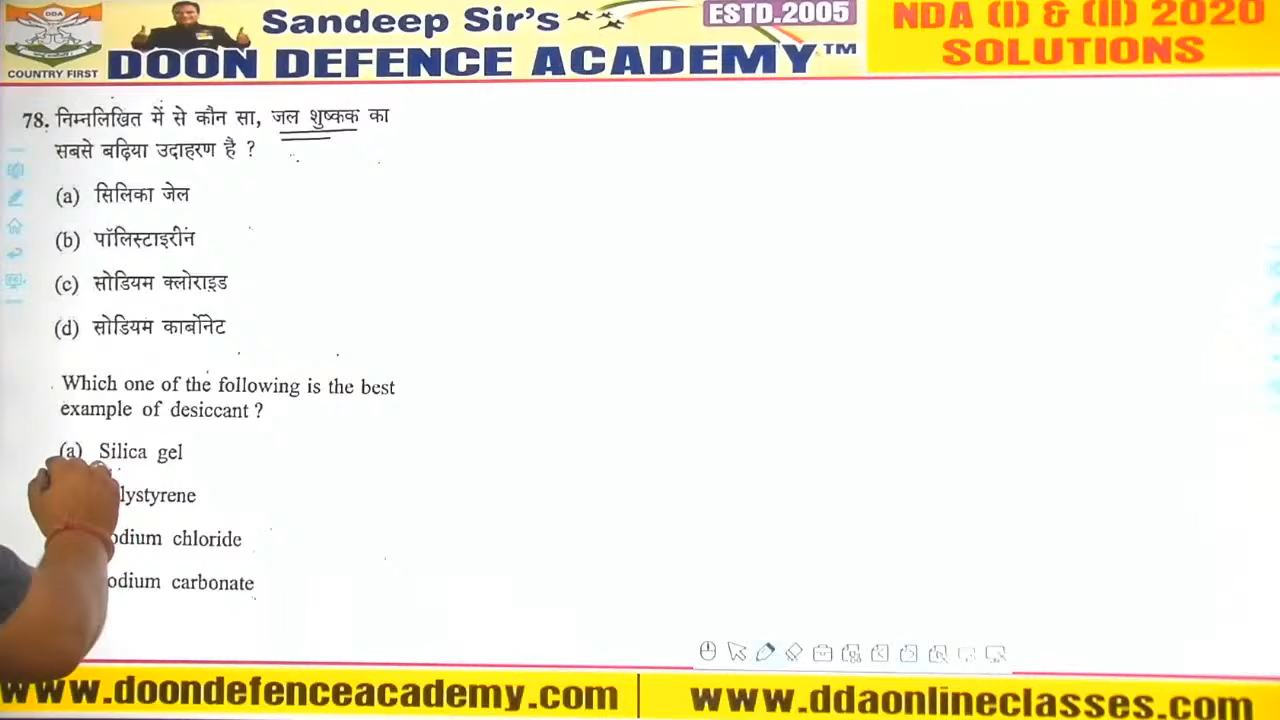 DDA
COUNTRY FIRST
Sandeep Sir's
DOON DEFENCE ACADEMY™
ESTD.2005
NDA (I) & (II) 2020
SOLUTIONS
78. निम्नलिखित में से कौन सा, जल शुष्कक का
सबसे बढ़िया उदाहरण है ?
(a) सिलिका जेल
(b) पॉलिस्टाइरीन
(c) सोडियम क्लोराइड
(d) सोडियम कार्बोनेट
Which one of the following is the best
example of desiccant ?
(a) Silica gel
lystyrene
odium chloride
odium carbonate
www.doondefenceacademy.com
www.ddaonlineclasses.com